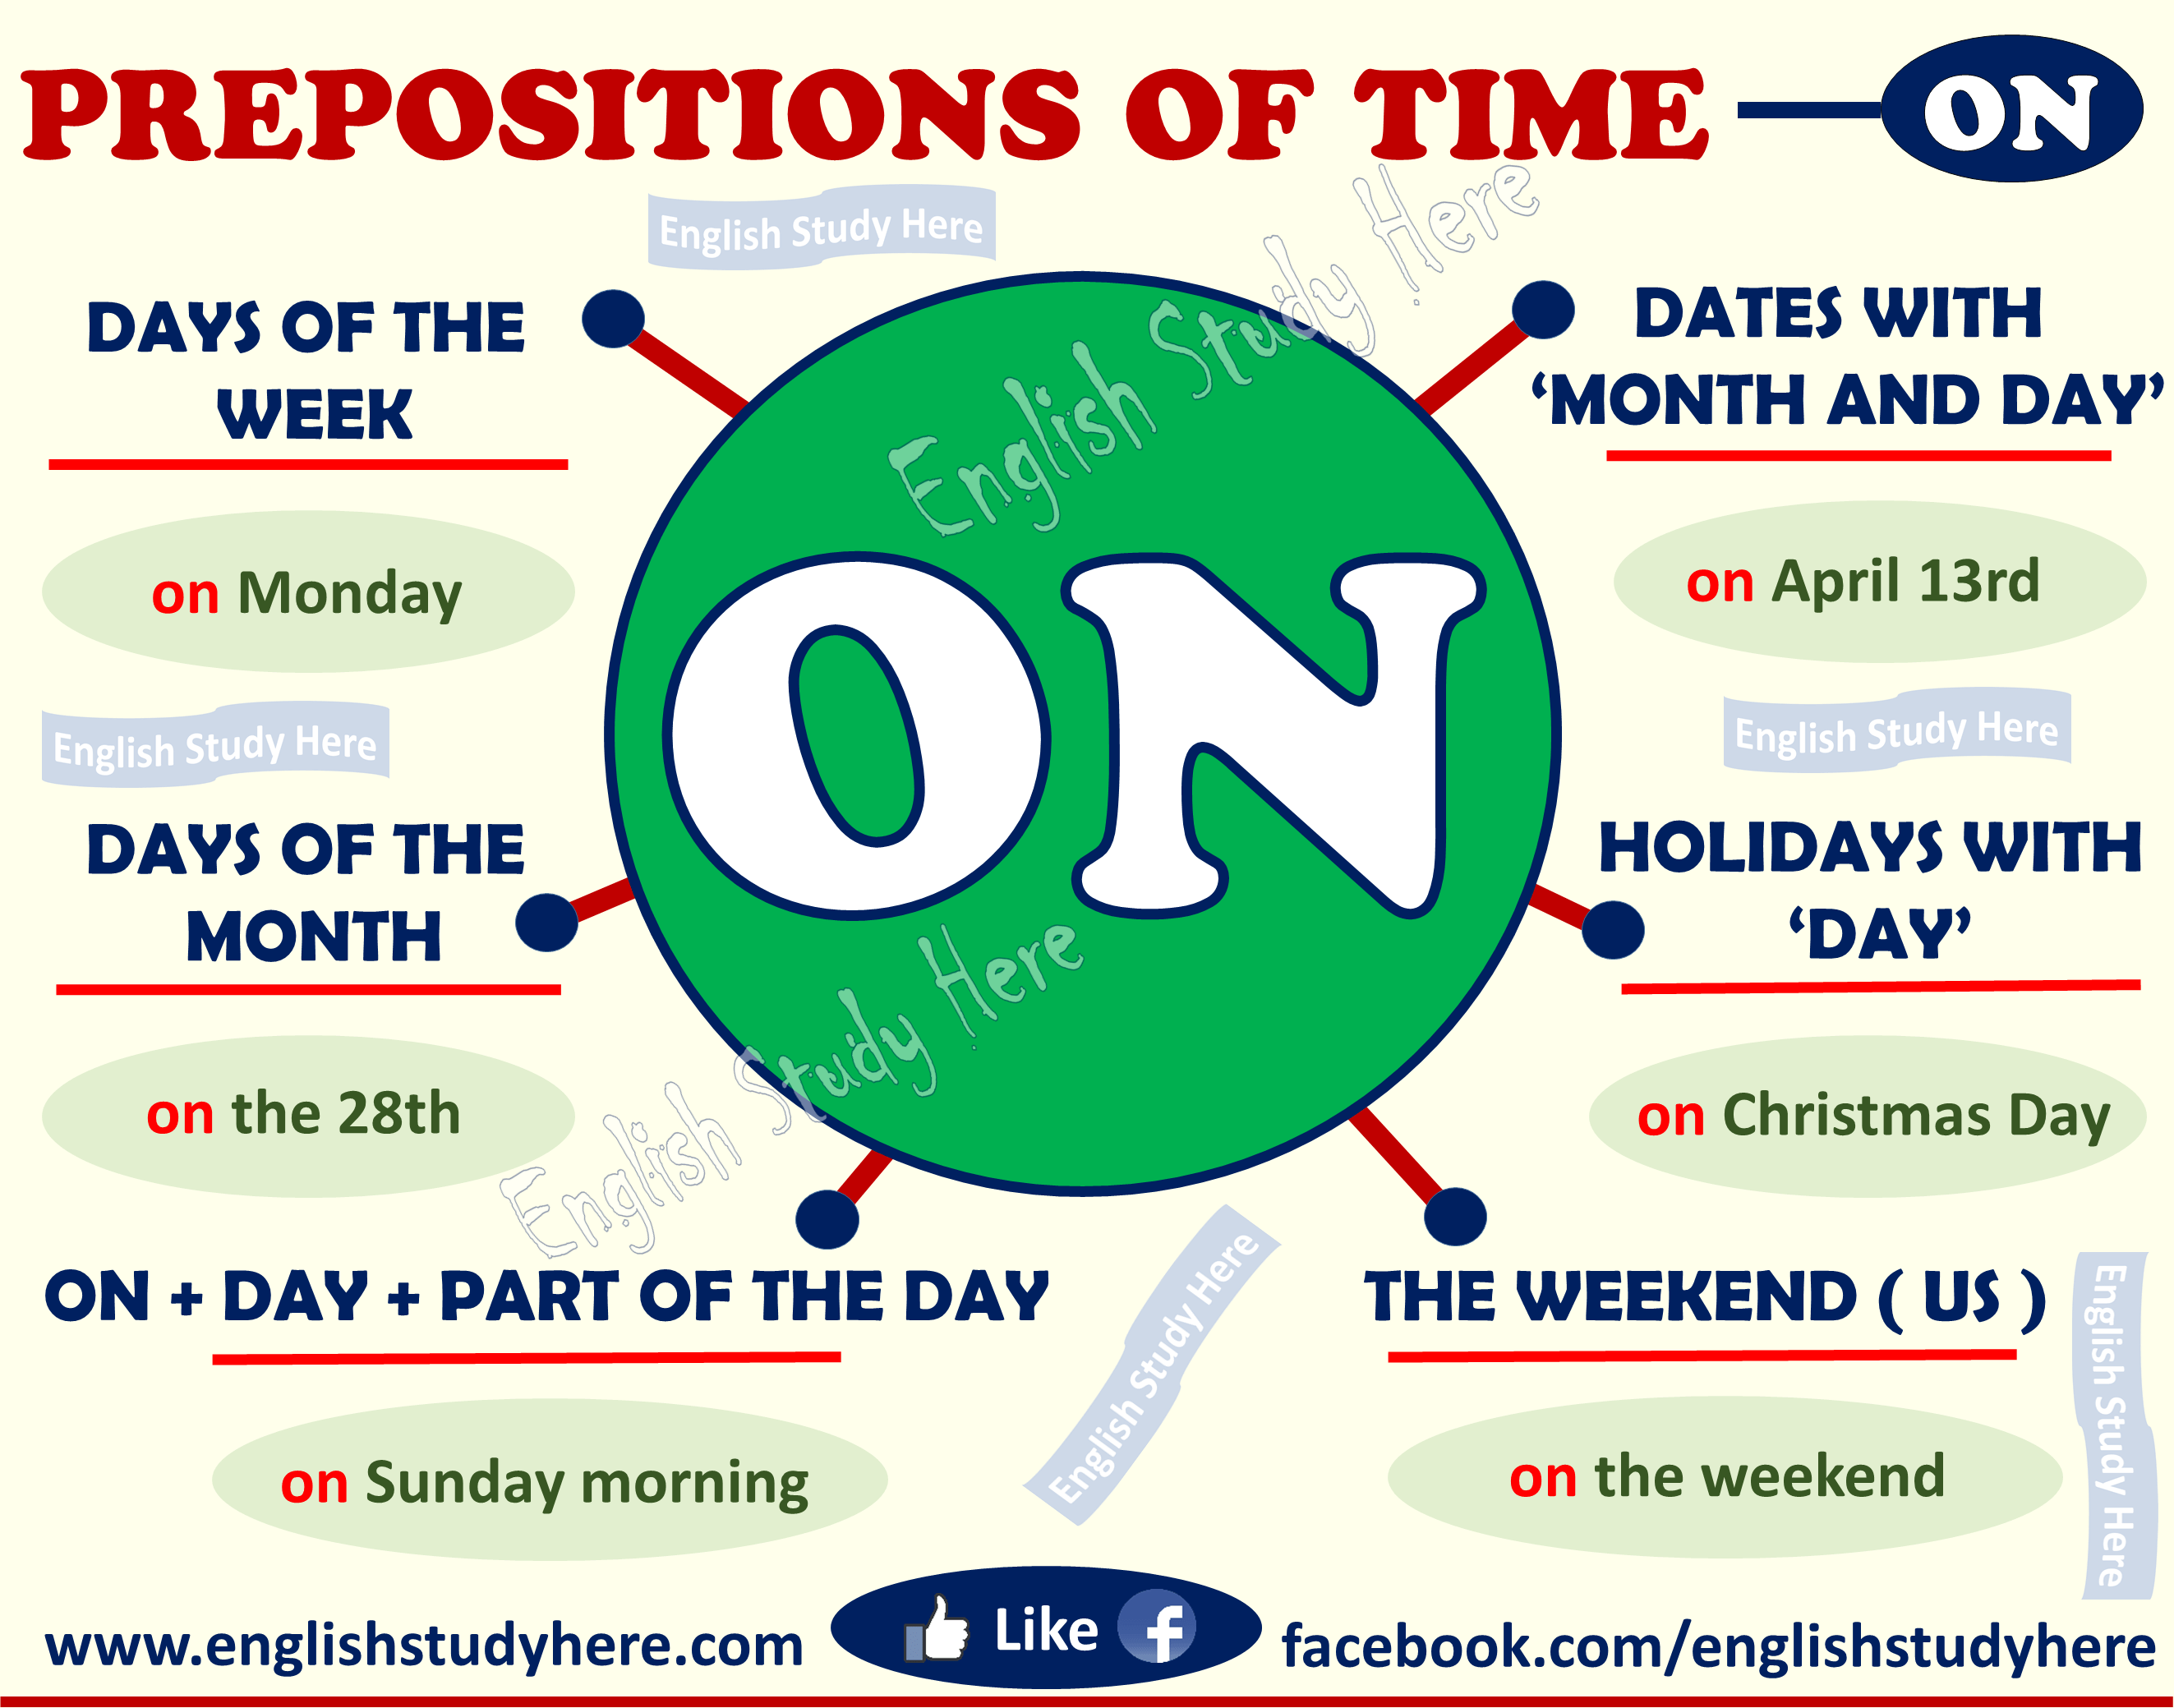 PREPOSITIONS OF TIME
ON
English Study Here
English Study Here
DAYS OF THE
WEEK
on Monday
DATES WITH
‘MONTH AND DAY’
on April 13rd
ON
English Study Here
English Study Here
DAYS OF THE
MONTH
on the 28th
HOLIDAYS WITH
‘DAY’
on Christmas Day
English Study Here
ON + DAY + PART OF THE DAY
on Sunday morning
English Study Here
THE WEEKEND ( US )
on the weekend
English Study Here
www.englishstudyhere.com
Like f
facebook.com/englishstudyhere